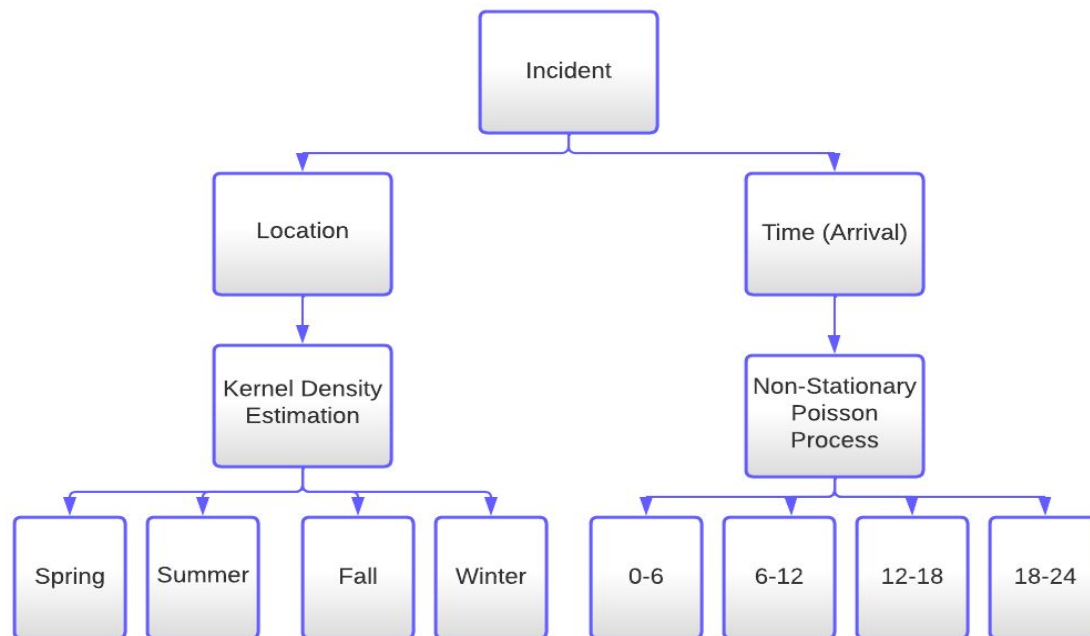 Incident
Location
Time (Arrival)
Kernel Density
Estimation
Non-Stationary
Poisson
Process
Spring
Summer
Fall
Winter
0-6
6-12
12-18
18-24